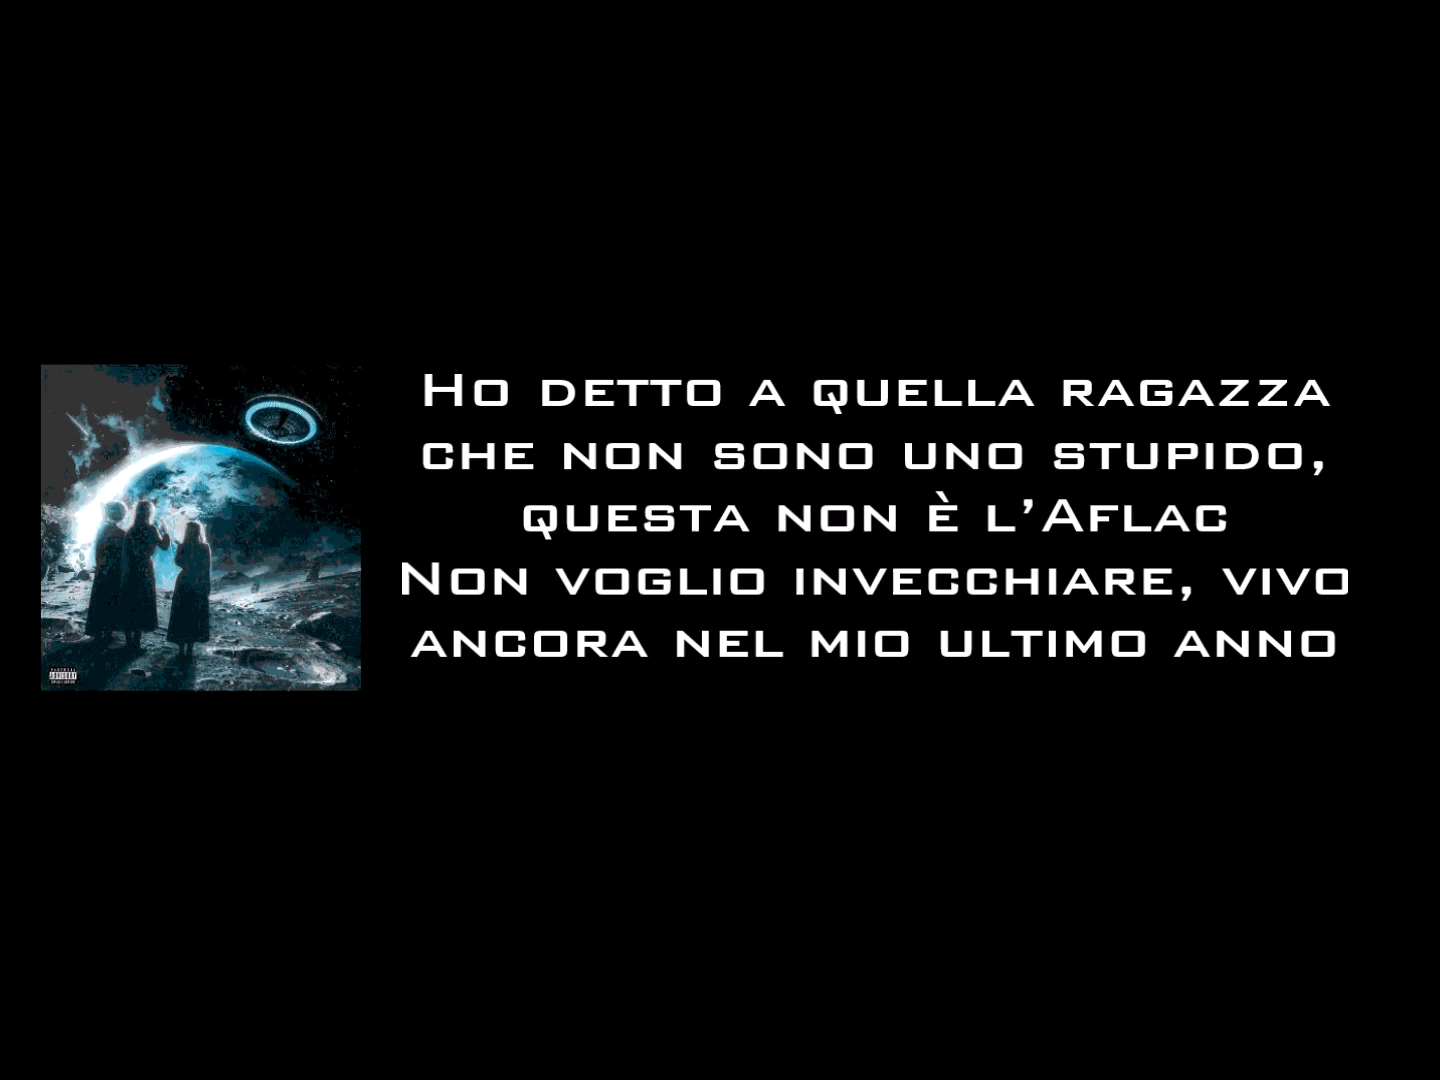 Ho detto a quella ragazza
che non sono uno stupido,
questa non è l’Aflac
Non voglio invecchiare, vivo
ancora nel mio ultimo anno
ADVISORY